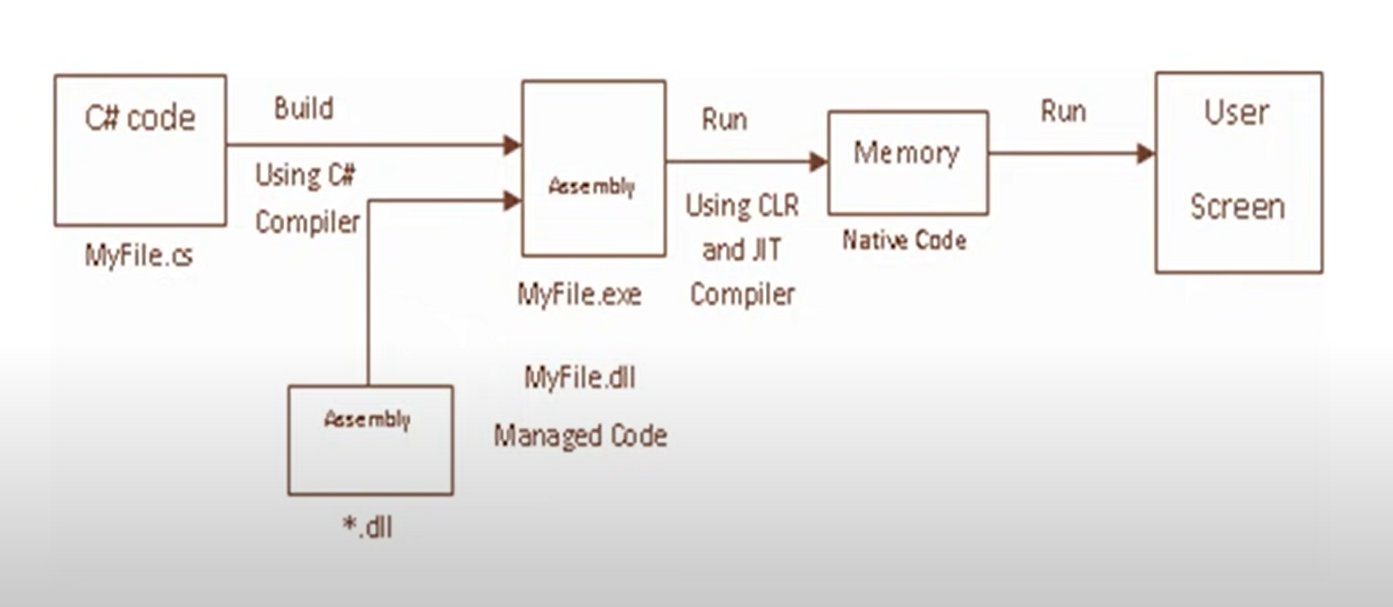 C# code
MyFile.cs
Build
Using C#
Compiler
Assembly
*.dll
Assembly
MyFile.exe
MyFile.dll
Managed Code
Run
Using CLR
and JIT
Compiler
Memory
Native Code
Run
User
Screen